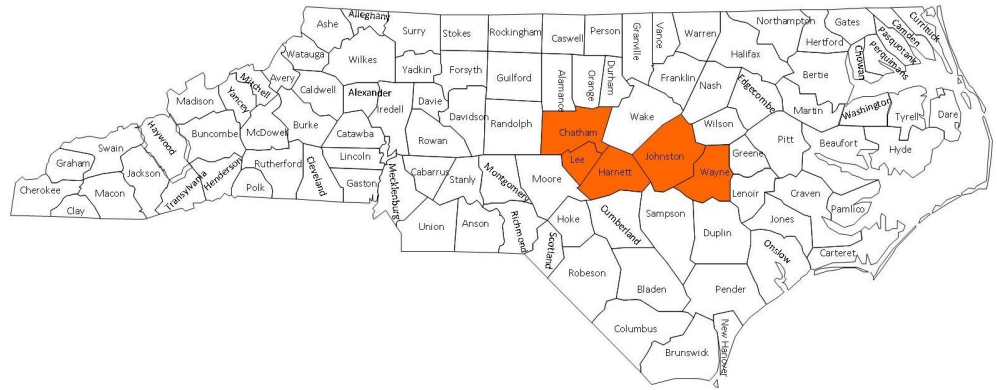 Ashe
Alleghany
Surry
Stokes
Rockingham
Caswell
Person
Granville
Vance
Warren
Northampton
Gates
Currituck
Camden
Pasquotank
Perquimans
Chowan
Hertford
Halifax
Watauga
Wilkes
Yadkin
Forsyth
Guilford
Alamance
Orange
Durham
Franklin
Nash
Edgecombe
Bertie
Mitchell
Avery
Caldwell
Alexander
Iredell
Davie
Davidson
Randolph
Chatham
Wake
Wilson
Martin
Washington
Tyrell
Dare
Madison
Yancey
Buncombe
McDowell
Burke
Catawba
Rowan
Pitt
Beaufort
Hyde
Haywood
Swain
Graham
Cherokee
Clay
Macon
Jackson
Transylvania
Henderson
Rutherford
Polk
Cleveland
Lincoln
Gaston
Mecklenburg
Cabarrus
Stanly
Montgomery
Moore
Lee
Harnett
Johnston
Wayne
Greene
Lenoir
Craven
Pamlico
Jones
Carteret
Onslow
Duplin
Sampson
Cumberland
Hoke
Scotland
Richmond
Anson
Union
Robeson
Bladen
Pender
Columbus
Brunswick
New Hanover